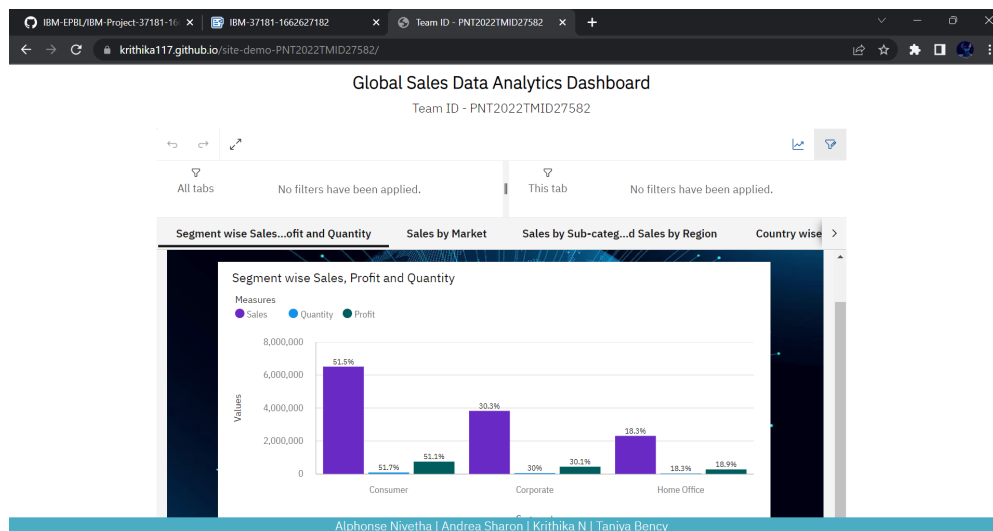 IBM-EPBL/IBM-Project-37181-16
IBM-37181-1662627182
Team ID - PNT2022TMID27582
krithika117.github.io/site-demo-PNT2022TMID27582/
Global Sales Data Analytics Dashboard
Team ID - PNT2022TMID27582
All tabs
No filters have been applied.
This tab
No filters have been applied.
Segment wise Sales...ofit and Quantity
Sales by Market
Sales by Sub-categ...d Sales by Region
Country wise
Segment wise Sales, Profit and Quantity
Measures
Sales
Quantity
Profit
8,000,000
6,000,000
4,000,000
2,000,000
0
Values
51.5%
51.7%
51.1%
30.3%
30%
30.1%
18.3%
18.3%
18.9%
Consumer
Corporate
Home Office
Alphonse Nivetha | Andrea Sharon | Krithika N | Taniya Bency